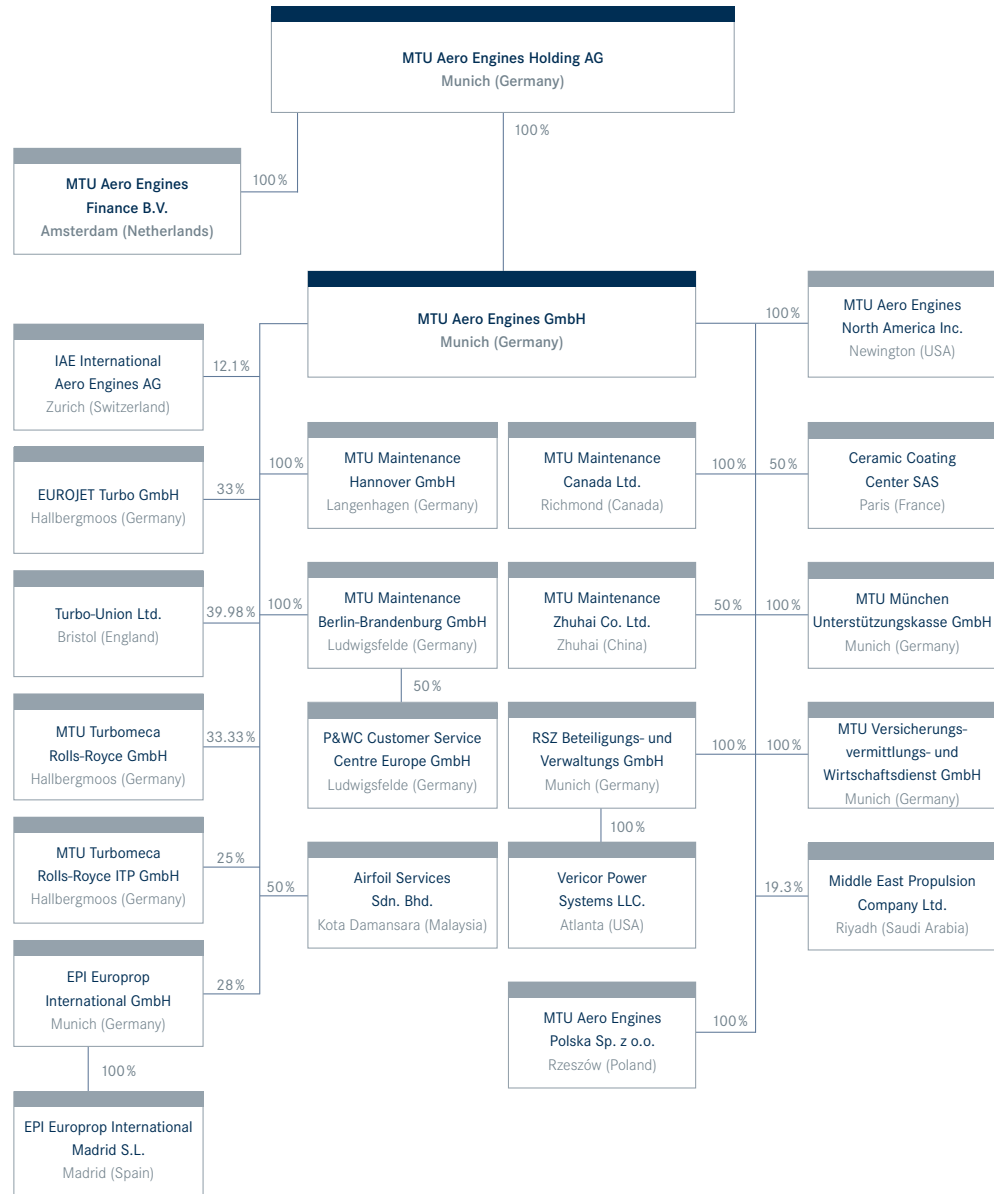 MTU Aero Engines Holding AG
Munich (Germany)
100%
100%
MTU Aero Engines
Finance B.V.
Amsterdam (Netherlands)
MTU Aero Engines GmbH
Munich (Germany)
100%
MTU Aero Engines
North America Inc.
Newington (USA)
IAE International
Aero Engines AG
Zurich (Switzerland)
12.1%
EUROJET Turbo GmbH
Hallbergmoos (Germany)
33%
100%
MTU Maintenance
Hannover GmbH
Langenhagen (Germany)
MTU Maintenance
Canada Ltd.
Richmond (Canada)
100%
50%
Ceramic Coating
Center SAS
Paris (France)
Turbo-Union Ltd.
Bristol (England)
39.98%
100%
MTU Maintenance
Berlin-Brandenburg GmbH
Ludwigsfelde (Germany)
MTU Maintenance
Zhuhai Co. Ltd.
Zhuhai (China)
50%
100%
MTU München
Unterstützungskasse GmbH
Munich (Germany)
50%
MTU Turbomeca
Rolls-Royce GmbH
Hallbergmoos (Germany)
33.33%
P&WC Customer Service
Centre Europe GmbH
Ludwigsfelde (Germany)
RSZ Beteiligungs- und
Verwaltungs GmbH
Munich (Germany)
100%
100%
MTU Versicherungs-
vermittlungs- und
Wirtschaftsdienst GmbH
Munich (Germany)
100%
MTU Turbomeca
Rolls-Royce ITP GmbH
Hallbergmoos (Germany)
25%
50%
Airfoil Services
Sdn. Bhd.
Kota Damansara (Malaysia)
Vericor Power
Systems LLC.
Atlanta (USA)
19.3%
Middle East Propulsion
Company Ltd.
Riyadh (Saudi Arabia)
EPI Europrop
International GmbH
Munich (Germany)
28%
MTU Aero Engines
Polska Sp. z o.o.
Rzeszów (Poland)
100%
100%
EPI Europrop International
Madrid S.L.
Madrid (Spain)